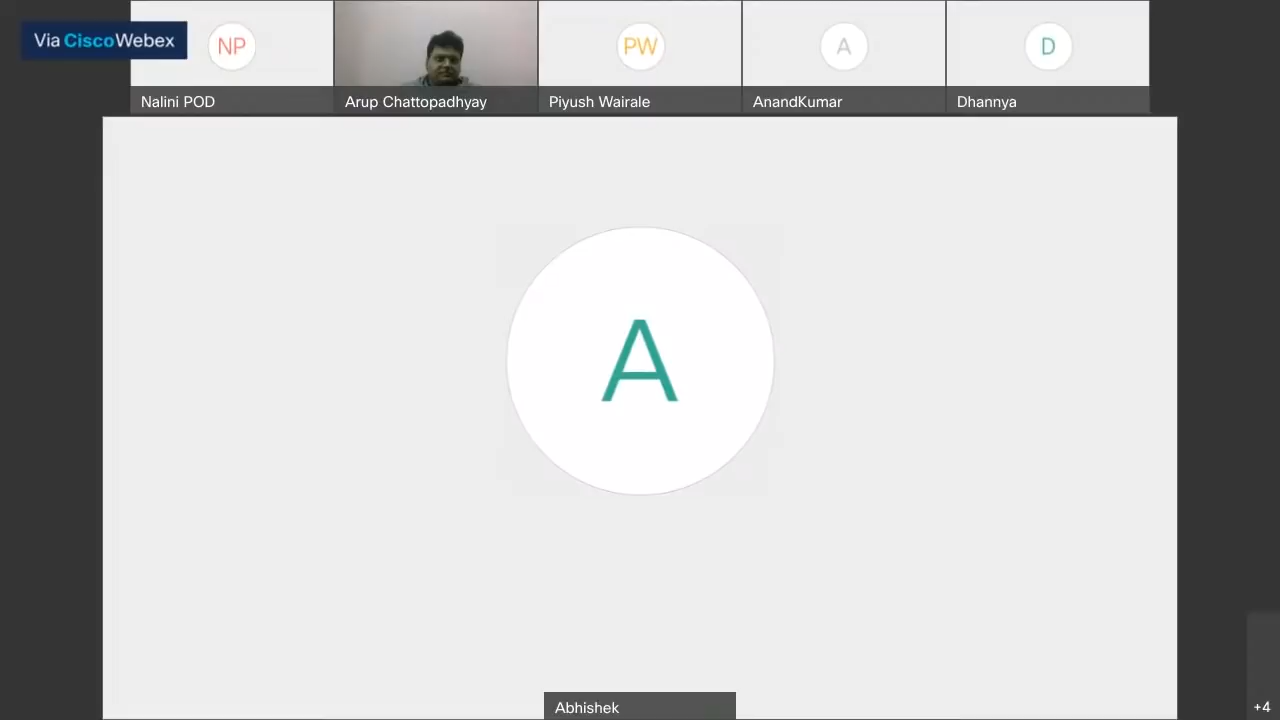 Via CiscoWebex
NP
PW
A
D
Nalini POD
Arup Chattopadhyay
Piyush Wairale
AnandKumar
Dhannya
A
Abhishek
+4